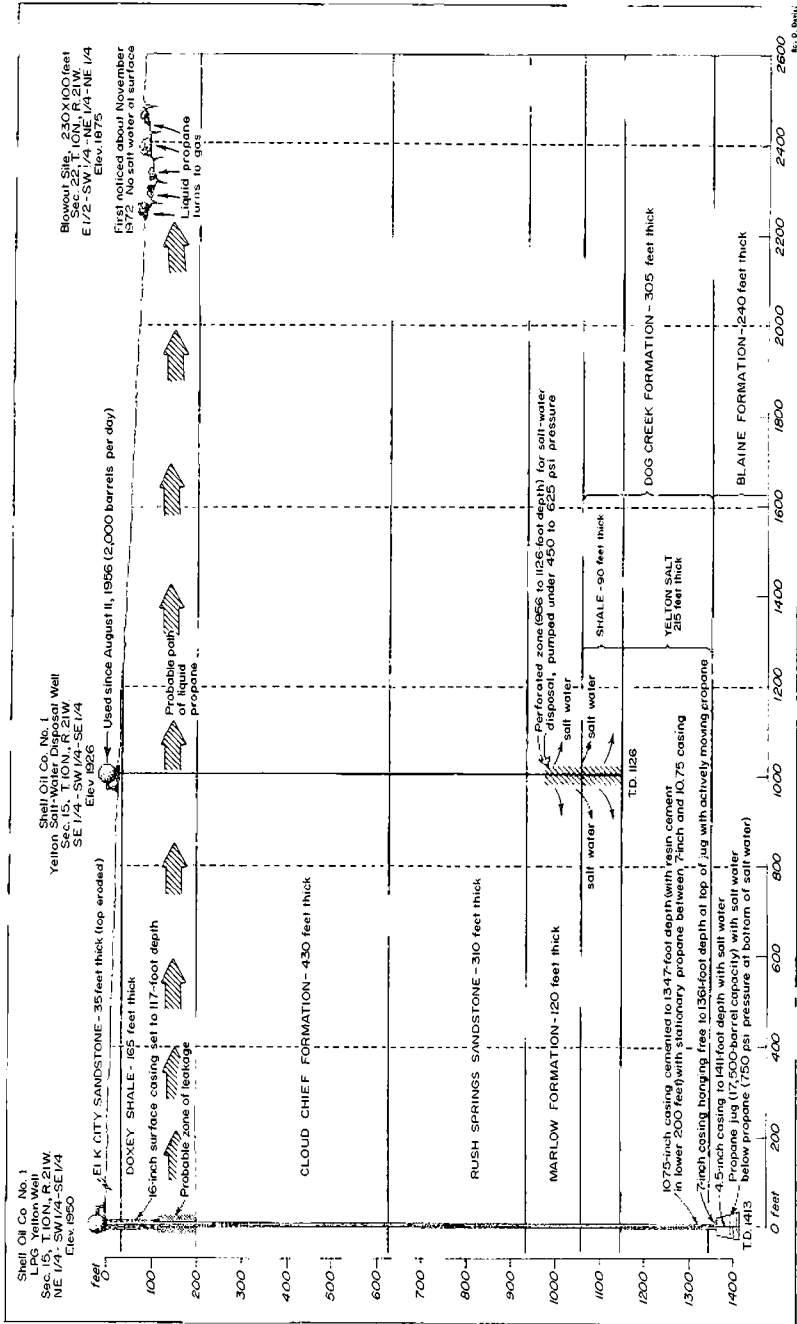 Shell Oil Co. No. 1
LPG Yelton Well
Sec. 15, T. 10N., R. 21W.
NE 1/4 - SW 1/4 - SE 1/4
Elev. 1950
Shell Oil Co. No. 1
Yelton Salt-Water Disposal Well
Sec. 15, T. 10N., R. 21W.
SE 1/4 - SW 1/4 - SE 1/4
Elev 1926
Blowout Site, 230x100 feet
Sec. 22, T. 10N., R. 21W.
E 1/2 - SW 1/4 - NE 1/4 - NE 1/4
Elev. 1875
First noticed about November
1972 No salt water at surface
Liquid propane
turns to gas
Used since August 11, 1956 (2,000 barrels per day)
feet
0
100
200
300
400
500
600
700
800
900
1000
1100
1200
1300
1400
ELK CITY SANDSTONE - 35 feet thick (top eroded)
DOXEY SHALE - 165 feet thick
16-inch surface casing set to 117-foot depth
Probable zone of leakage
Probable path
of liquid
propane
CLOUD CHIEF FORMATION - 430 feet thick
RUSH SPRINGS SANDSTONE - 310 feet thick
MARLOW FORMATION - 120 feet thick
Perforated zone (956 to 1126-foot depth) for salt-water
disposal, pumped under 450 to 625 psi pressure
salt water
salt water
salt water
salt water
T.D. 1126
SHALE - 90 feet thick
YELTON SALT
215 feet thick
DOG CREEK FORMATION - 305 feet thick
BLAINE FORMATION - 240 feet thick
10.75-inch casing cemented to 1347-foot depth (with resin cement
in lower 200 feet) with stationary propane between 7-inch and 10.75 casing
7-inch casing hanging free to 1361-foot depth at top of jug with actively moving propane
4.5-inch casing to 1411-foot depth with salt water
Propane jug (17,500-barrel capacity) with salt water
below propane (750 psi pressure at bottom of salt water)
T.D. 1413
0 feet
200
400
600
800
1000
1200
1400
1600
1800
2000
2200
2400
2600